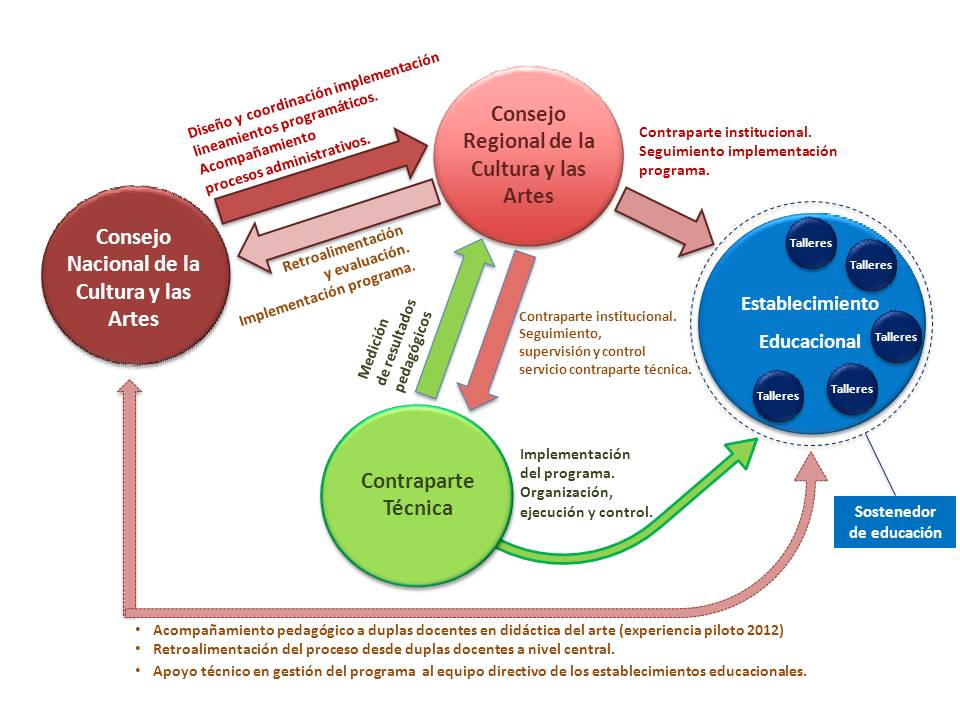 Diseño y coordinación implementación
lineamientos programáticos.
Acompañamiento
procesos administrativos.
Consejo
Regional de la
Cultura y las
Artes
Contraparte institucional.
Seguimiento implementación
programa.
Consejo
Nacional de la
Cultura y las
Artes
Retroalimentación
y evaluación.
Implementación programa.
Talleres
Talleres
Establecimiento
Educacional
Talleres
Talleres
Talleres
Medición
de resultados
pedagógicos
Contraparte institucional.
Seguimiento,
supervisión y control
servicio contraparte técnica.
Contraparte
Técnica
Implementación
del programa.
Organización,
ejecución y control.
Sostenedor
de educación
• Acompañamiento pedagógico a duplas docentes en didáctica del arte (experiencia piloto 2012)
• Retroalimentación del proceso desde duplas docentes a nivel central.
• Apoyo técnico en gestión del programa al equipo directivo de los establecimientos educacionales.